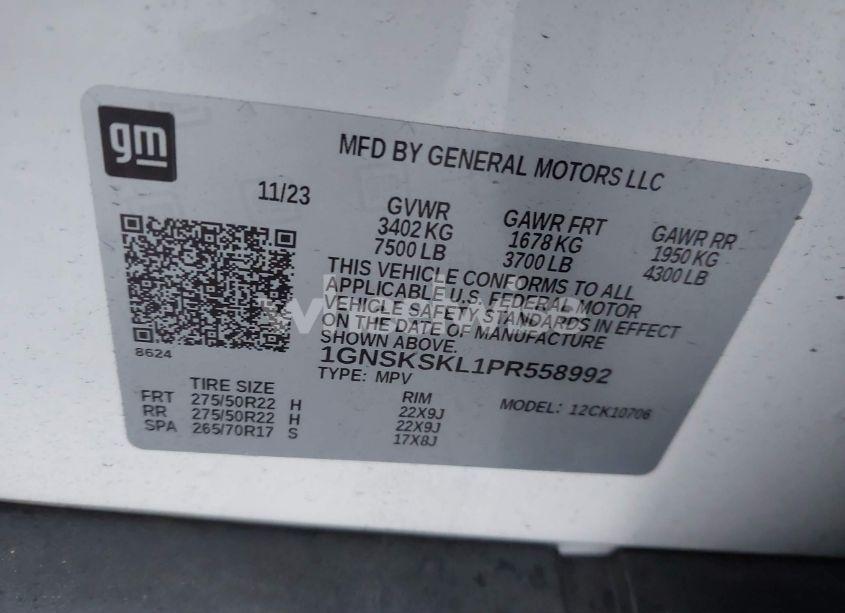 gm
MFD BY GENERAL MOTORS LLC
11/23
GVWR GAWR FRT GAWR RR
3402 KG 1678 KG 1950 KG
7500 LB 3700 LB 4300 LB
THIS VEHICLE CONFORMS TO ALL
APPLICABLE U.S. FEDERAL MOTOR
VEHICLE SAFETY STANDARDS IN EFFECT
ON THE DATE OF MANUFACTURE
SHOWN ABOVE.
8624
1GNSKSKL1PR558992
TYPE: MPV
TIRE SIZE RIM MODEL: 12CK10706
FRT 275/50R22 H 22X9J
RR 275/50R22 H 22X9J
SPA 265/70R17 S 17X8J